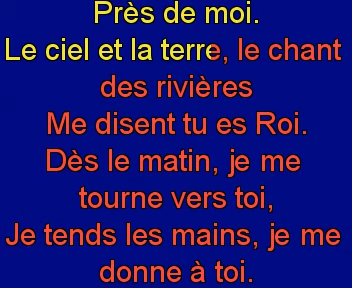 Près de moi.
Le ciel et la terre, le chant
des rivières
Me disent tu es Roi.
Dès le matin, je me
tourne vers toi,
Je tends les mains, je me
donne à toi.